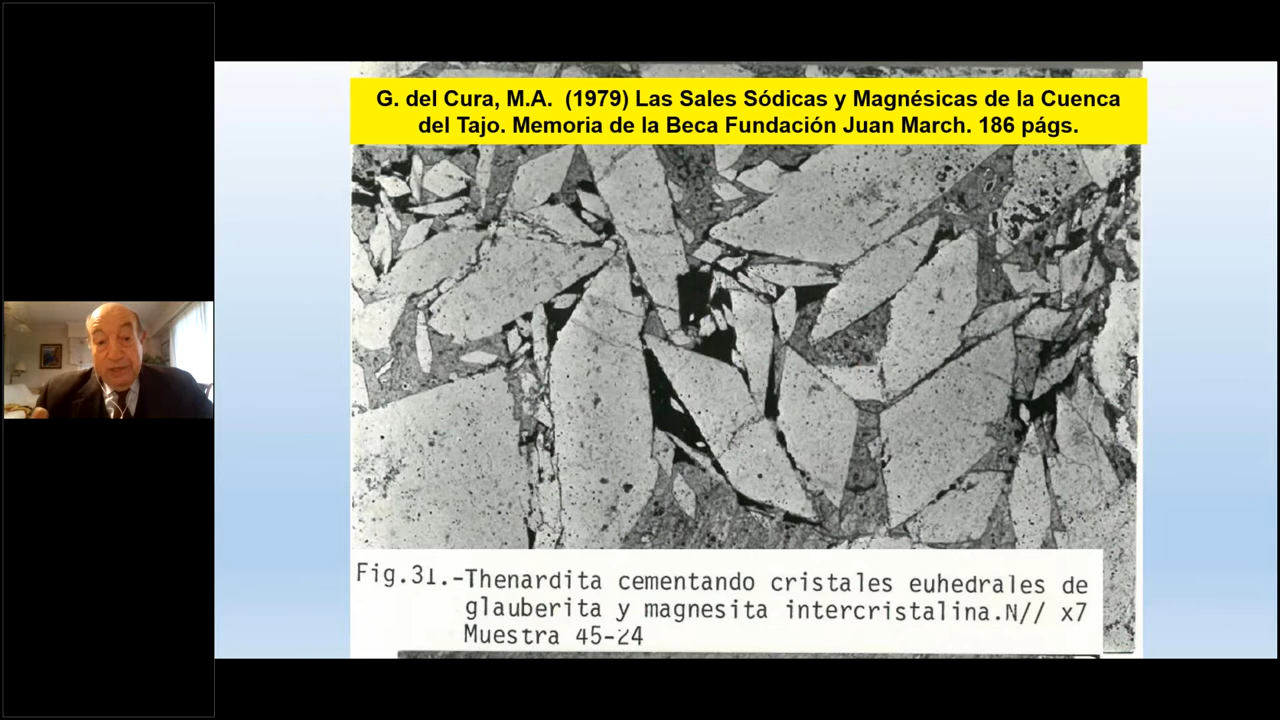 G. del Cura, M.A. (1979) Las Sales Sódicas y Magnésicas de la Cuenca
del Tajo. Memoria de la Beca Fundación Juan March. 186 págs.
Fig.31.-Thenardita cementando cristales euhedrales de
glauberita y magnesita intercristalina.N// x7
Muestra 45-24